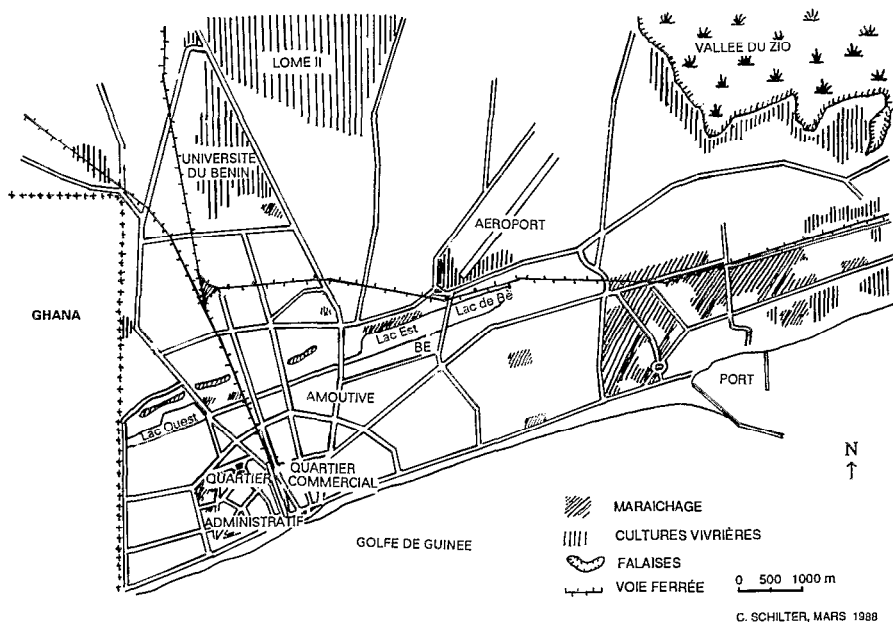 VALLEE DU ZIO
LOME II
UNIVERSITE
DU BENIN
AEROPORT
GHANA
Lac de Bè
Lac Est
BE
AMOUTIVE
PORT
Lac Ouest
QUARTIER
COMMERCIAL
QUARTIER
ADMINISTRATIF
GOLFE DE GUINEE
N
MARAICHAGE
CULTURES VIVRIÈRES
FALAISES
VOIE FERRÉE
0 500 1000 m
C. SCHILTER, MARS 1988